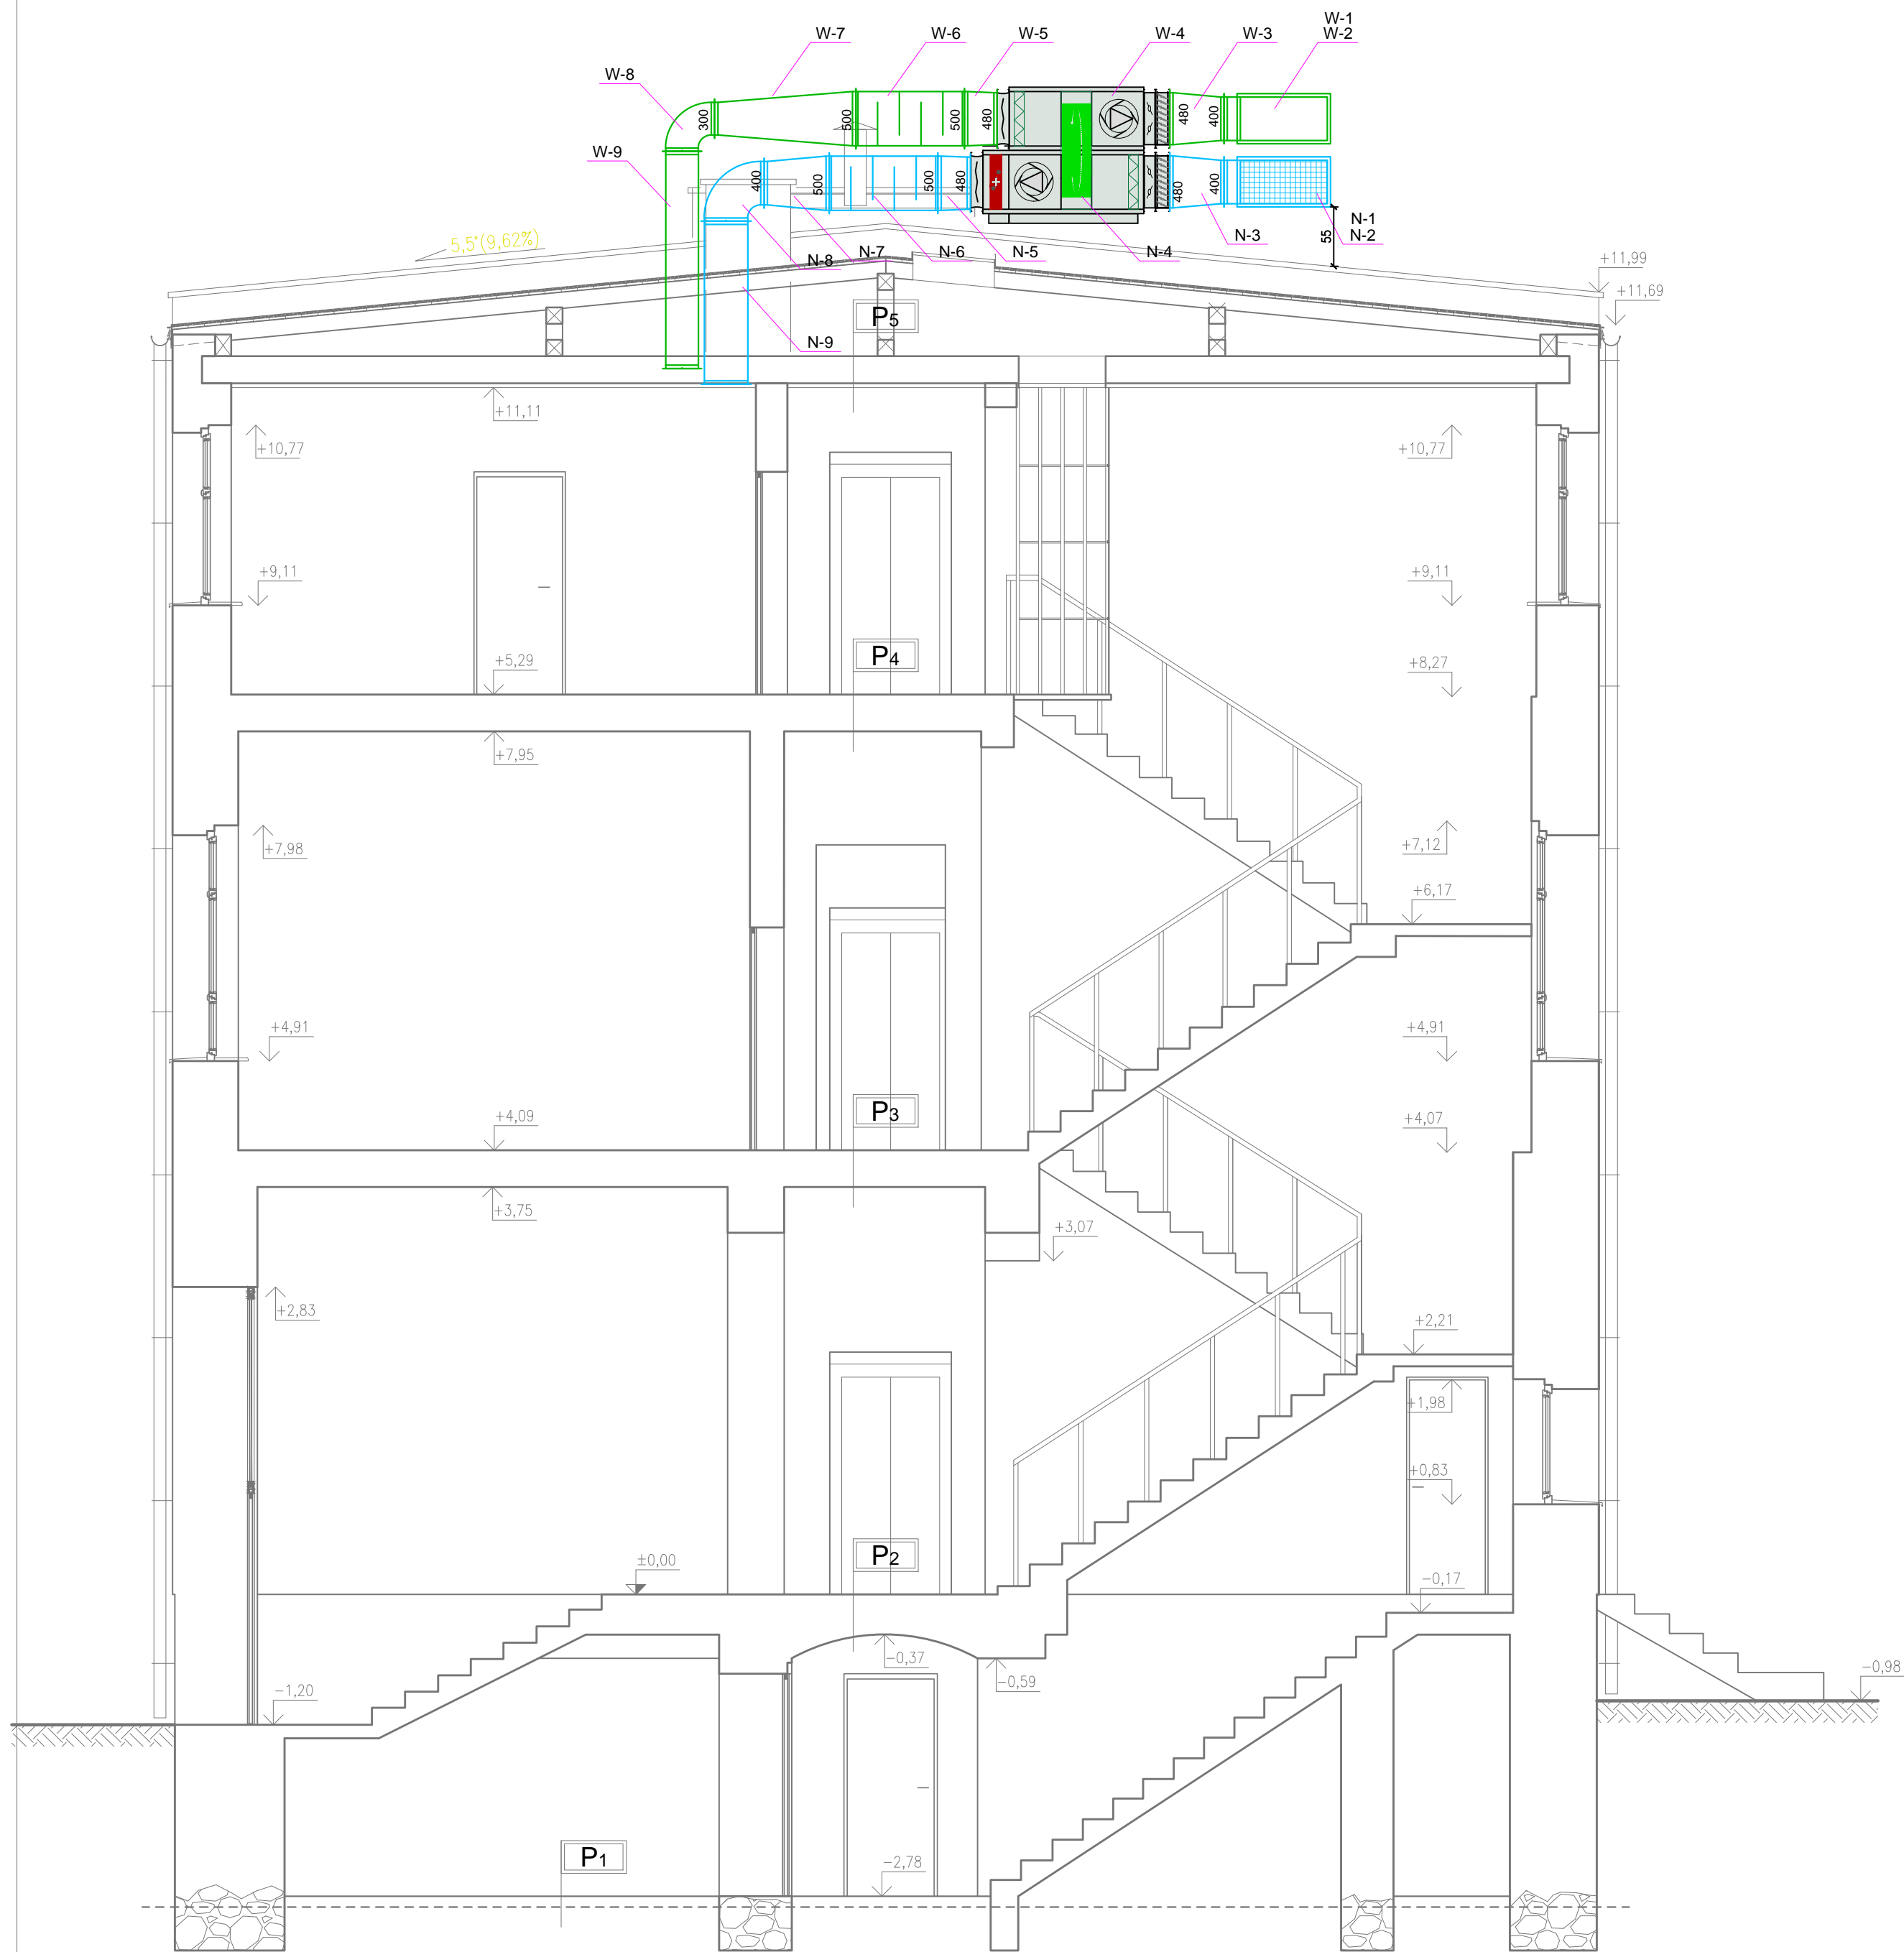 W-1
W-7 W-6 W-5 W-4 W-3 W-2
W-8
300 500 500 480 480 400
W-9
400 500 500 480 480 400
N-1
55
N-3 N-2
5,5°(9,62%)
N-8 N-7 N-6 N-5 N-4
+11,99
+11,69
P5
N-9
+11,11
+10,77 +10,77
+9,11 +9,11
P4
+5,29 +8,27
+7,95
+7,98 +7,12
+6,17
+4,91 +4,91
P3
+4,09 +4,07
+3,75
+3,07
+2,83 +2,21
+1,98
+0,83
P2
±0,00
-0,17
-0,37
-0,59
-1,20 -0,98
P1
-2,78